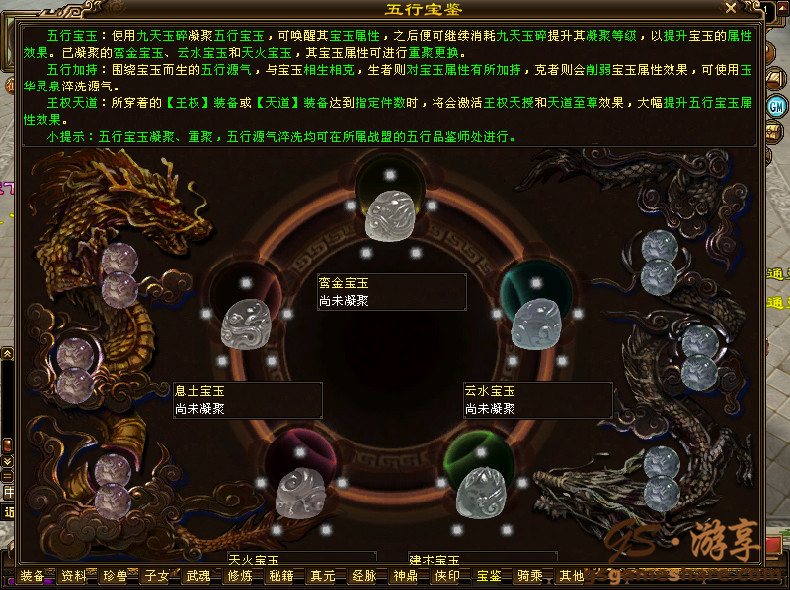 五行宝鉴
五行宝玉：使用九天玉碎凝聚五行宝玉，可唤醒其宝玉属性，之后便可继续消耗九天玉碎提升其凝聚等级，以提升宝玉的属性
效果。已凝聚的弯金宝玉、云水宝玉和天火宝玉，其宝玉属性可进行重聚更换。
五行加持：围绕宝玉而生的五行源气，与宝玉相生相克，生者则对宝玉属性有所加持，克者则会削弱宝玉属性效果，可使用玉
华灵泉淬洗源气。
王权天道：所穿着的【王权】装备或【天道】装备达到指定件数时，将会激活王权天授和天道至尊效果，大幅提升五行宝玉属
性效果。
小提示：五行宝玉凝聚、重聚，五行源气淬洗均可在所属战盟的五行品鉴师处进行。
GM
銮金宝玉
尚未凝聚
息土宝玉
尚未凝聚
云水宝玉
尚未凝聚
天火宝玉
建木宝玉
通
通
GS·游享
装备 资料 珍兽 子女 武魂 修炼 秘籍 真元 经脉 神鼎 侠印 宝鉴 骑乘 其他